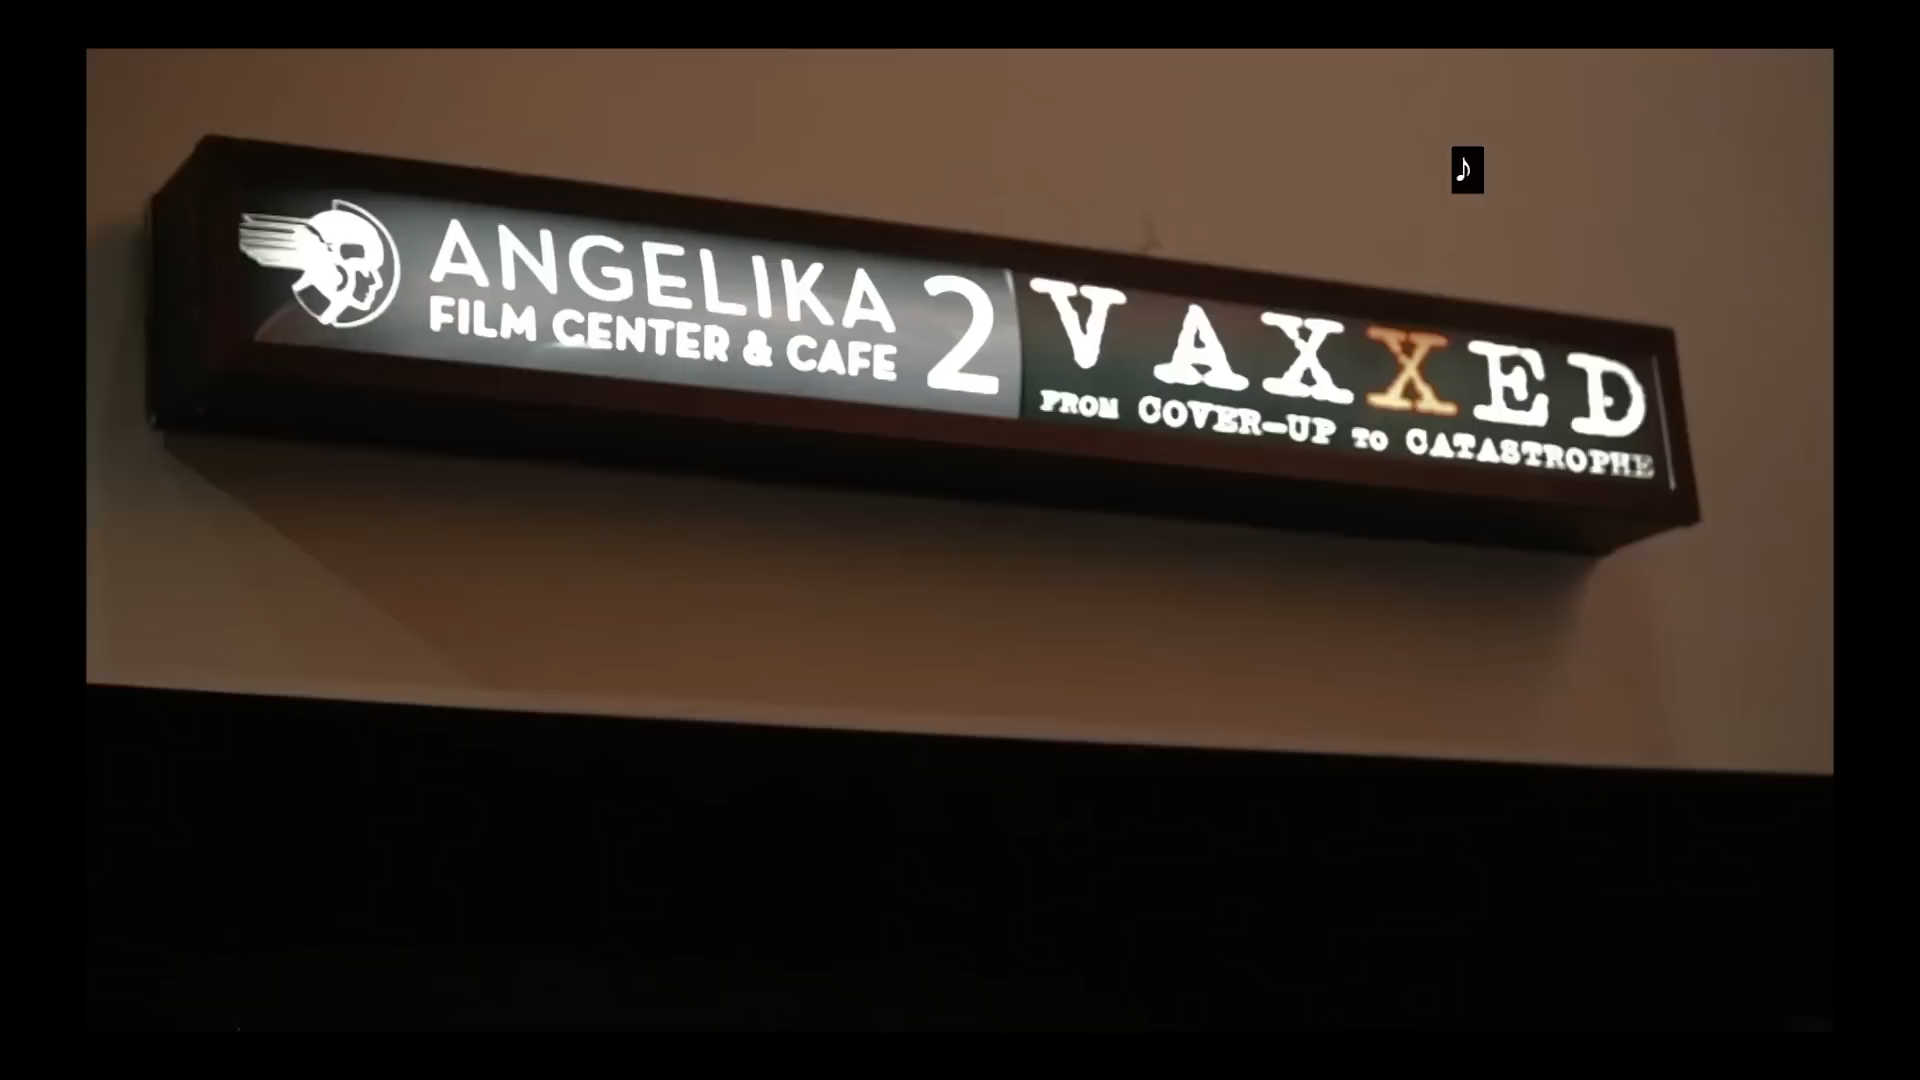 ♪
ANGELIKA
FILM CENTER & CAFE
2
VAXXED
FROM COVER-UP TO CATASTROPHE